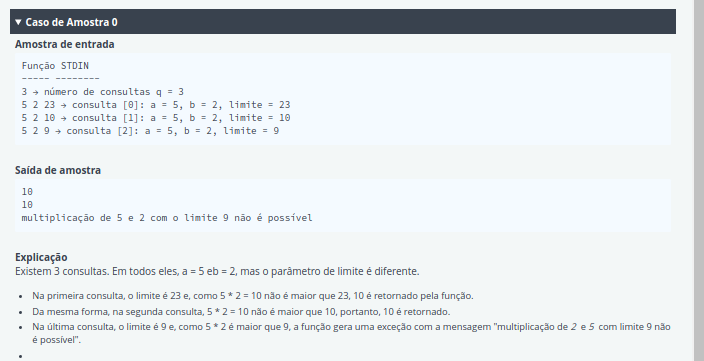 ▼ Caso de Amostra 0
Amostra de entrada
Função STDIN
----- --------
3 → número de consultas q = 3
5 2 23 → consulta [0]: a = 5, b = 2, limite = 23
5 2 10 → consulta [1]: a = 5, b = 2, limite = 10
5 2 9 → consulta [2]: a = 5, b = 2, limite = 9
Saída de amostra
10
10
multiplicação de 5 e 2 com o limite 9 não é possível
Explicação
Existem 3 consultas. Em todos eles, a = 5 eb = 2, mas o parâmetro de limite é diferente.
• Na primeira consulta, o limite é 23 e, como 5 * 2 = 10 não é maior que 23, 10 é retornado pela função.
• Da mesma forma, na segunda consulta, 5 * 2 = 10 não é maior que 10, portanto, 10 é retornado.
• Na última consulta, o limite é 9 e, como 5 * 2 é maior que 9, a função gera uma exceção com a mensagem "multiplicação de 2 e 5 com limite 9 não
é possível".
•